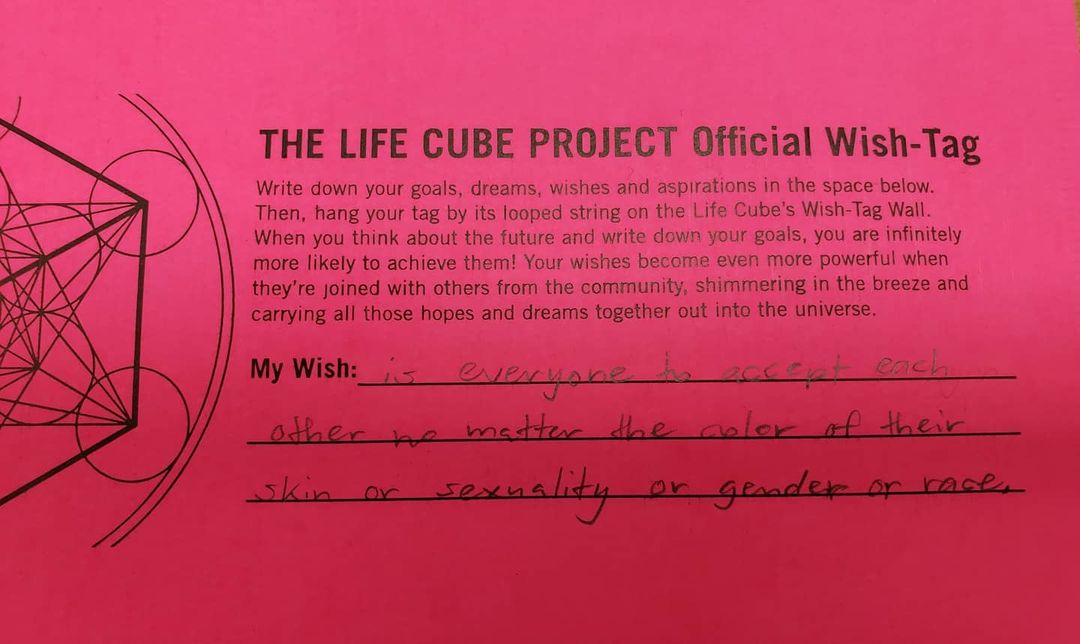 THE LIFE CUBE PROJECT Official Wish-Tag
Write down your goals, dreams, wishes and aspirations in the space below.
Then, hang your tag by its looped string on the Life Cube's Wish-Tag Wall.
When you think about the future and write down your goals, you are infinitely
more likely to achieve them! Your wishes become even more powerful when
they're joined with others from the community, shimmering in the breeze and
carrying all those hopes and dreams together out into the universe.
My Wish: is everyone to accept each
other no matter the color of their
skin or sexuality or gender or race.